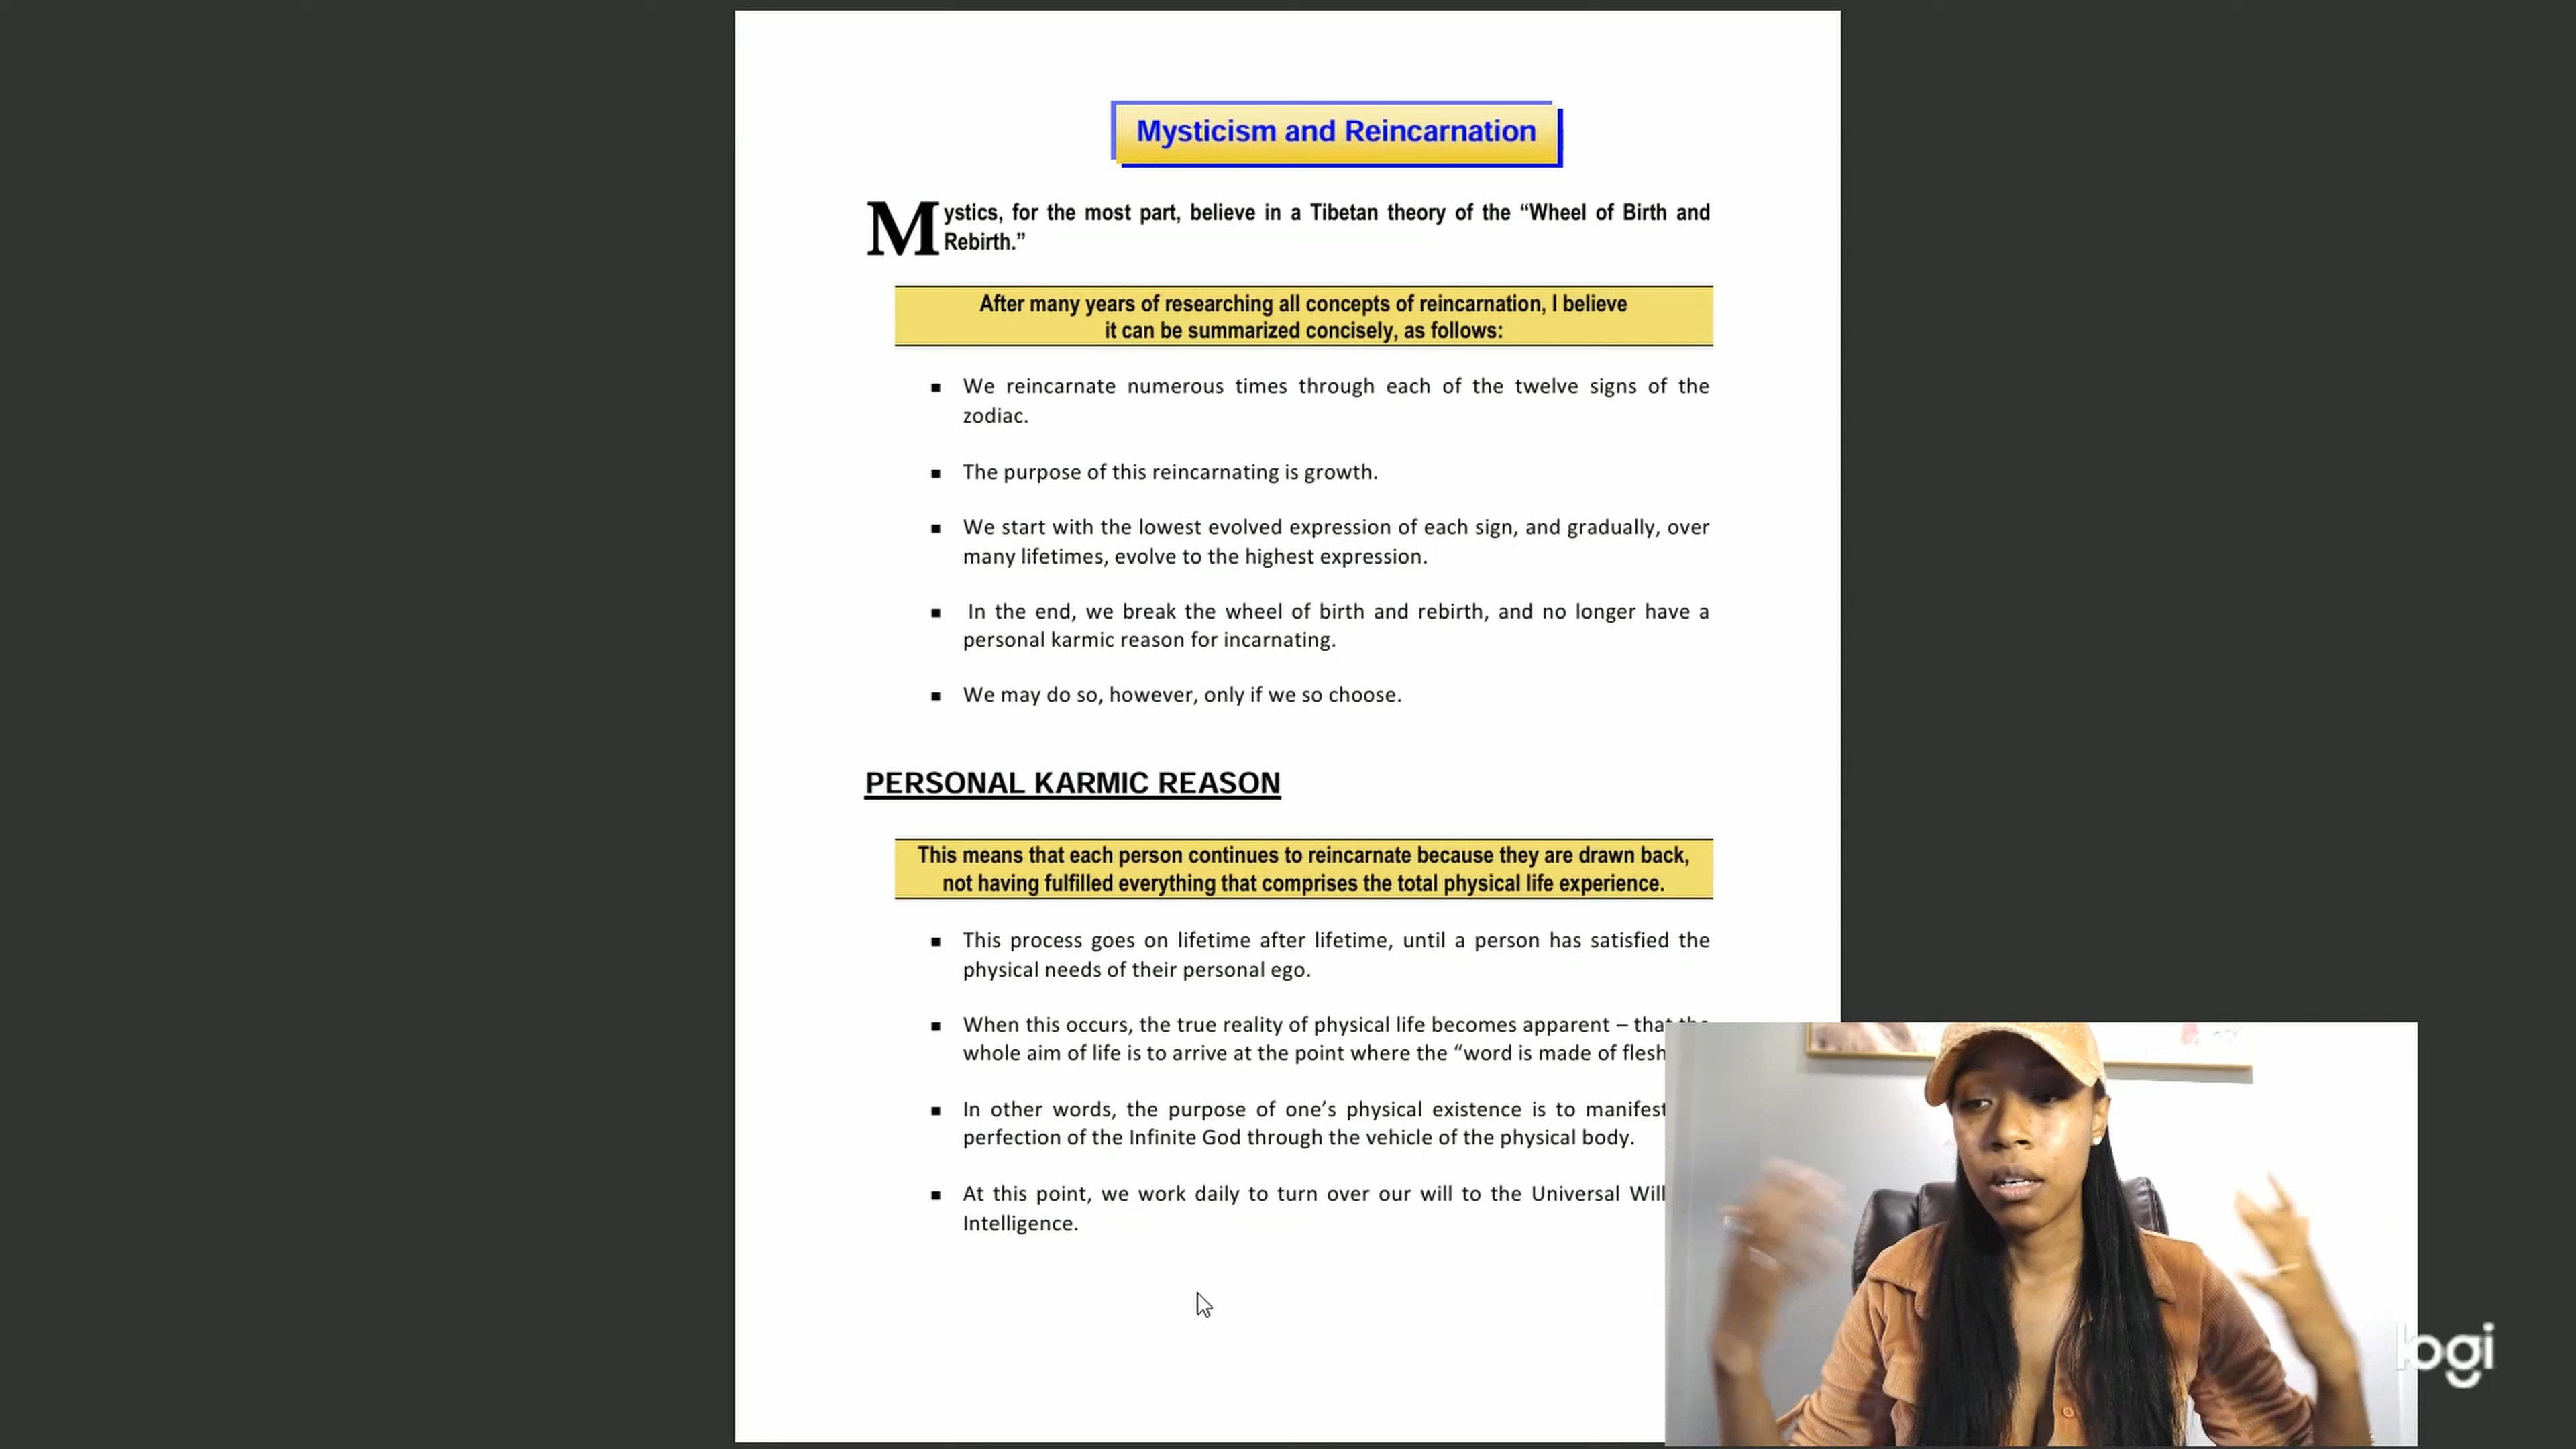 Mysticism and Reincarnation
Mystics, for the most part, believe in a Tibetan theory of the “Wheel of Birth and
Rebirth.”
After many years of researching all concepts of reincarnation, I believe
it can be summarized concisely, as follows:
▪ We reincarnate numerous times through each of the twelve signs of the
zodiac.
▪ The purpose of this reincarnating is growth.
▪ We start with the lowest evolved expression of each sign, and gradually, over
many lifetimes, evolve to the highest expression.
▪ In the end, we break the wheel of birth and rebirth, and no longer have a
personal karmic reason for incarnating.
▪ We may do so, however, only if we so choose.
PERSONAL KARMIC REASON
This means that each person continues to reincarnate because they are drawn back,
not having fulfilled everything that comprises the total physical life experience.
▪ This process goes on lifetime after lifetime, until a person has satisfied the
physical needs of their personal ego.
▪ When this occurs, the true reality of physical life becomes apparent – that the
whole aim of life is to arrive at the point where the “word is made of flesh
▪ In other words, the purpose of one’s physical existence is to manifest
perfection of the Infinite God through the vehicle of the physical body.
▪ At this point, we work daily to turn over our will to the Universal Will
Intelligence.
logi